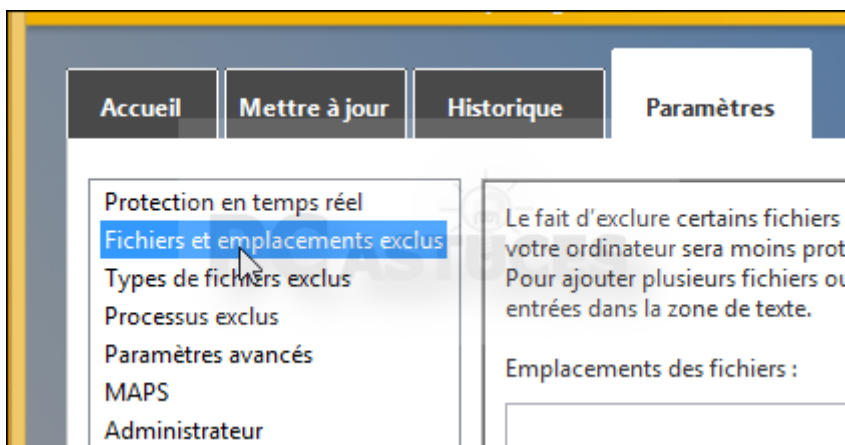 Accueil
Mettre à jour
Historique
Paramètres
Protection en temps réel
Fichiers et emplacements exclus
Types de fichiers exclus
Processus exclus
Paramètres avancés
MAPS
Administrateur
Le fait d'exclure certains fichiers
votre ordinateur sera moins prot
Pour ajouter plusieurs fichiers ou
entrées dans la zone de texte.
Emplacements des fichiers :
PC ASTUCES